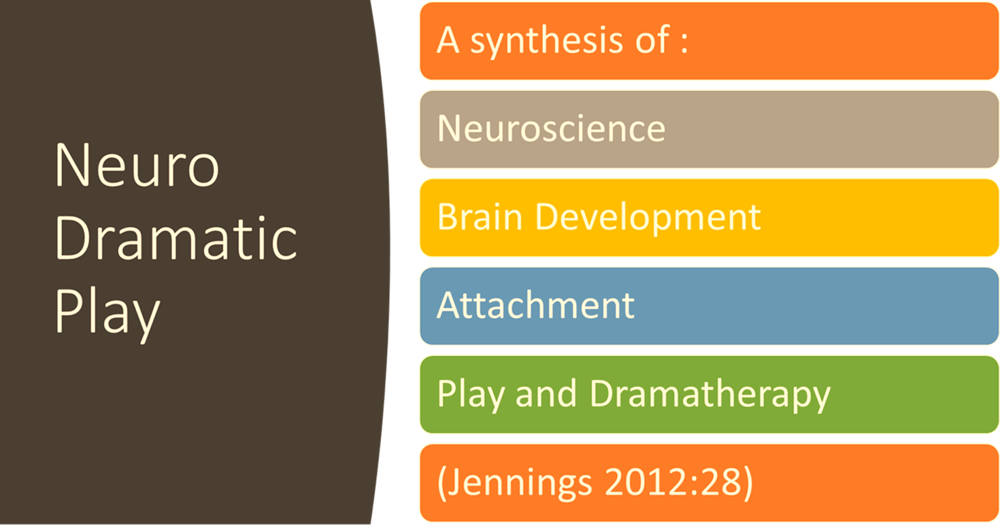 Neuro
Dramatic
Play
A synthesis of :
Neuroscience
Brain Development
Attachment
Play and Dramatherapy
(Jennings 2012:28)